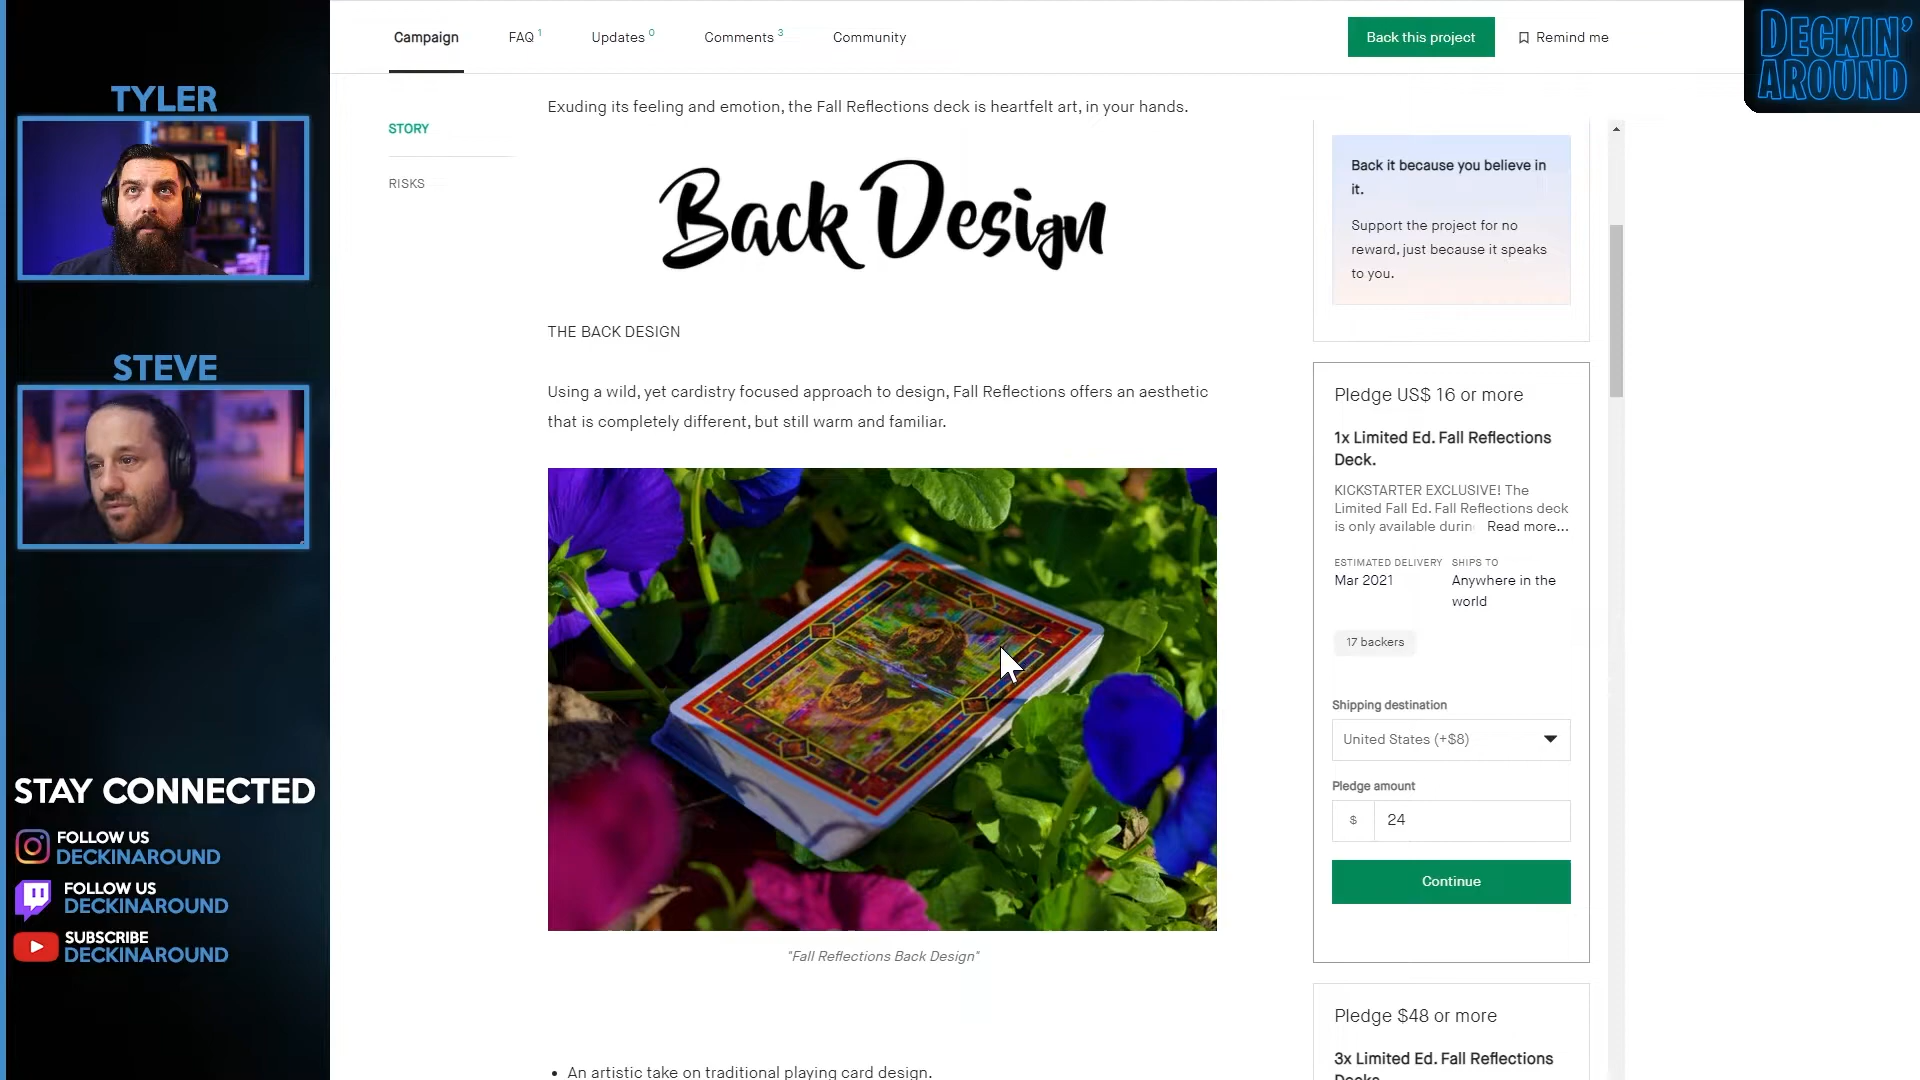 TYLER
STEVE
STAY CONNECTED
FOLLOW US
DECKINAROUND
FOLLOW US
DECKINAROUND
SUBSCRIBE
DECKINAROUND
Campaign
FAQ 1
Updates 0
Comments 3
Community
Back this project
Remind me
DECKIN'
AROUND
STORY
RISKS
Exuding its feeling and emotion, the Fall Reflections deck is heartfelt art, in your hands.
Back Design
THE BACK DESIGN
Using a wild, yet cardistry focused approach to design, Fall Reflections offers an aesthetic
that is completely different, but still warm and familiar.
"Fall Reflections Back Design"
• An artistic take on traditional playing card design.
Back it because you believe in
it.
Support the project for no
reward, just because it speaks
to you.
Pledge US$ 16 or more
1x Limited Ed. Fall Reflections
Deck.
KICKSTARTER EXCLUSIVE! The
Limited Fall Ed. Fall Reflections deck
is only available durin Read more...
ESTIMATED DELIVERY
Mar 2021
SHIPS TO
Anywhere in the
world
17 backers
Shipping destination
United States (+$8)
Pledge amount
$ 24
Continue
Pledge $48 or more
3x Limited Ed. Fall Reflections
Decks